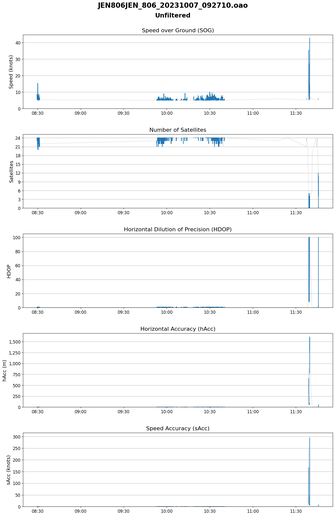 JEN806JEN_806_20231007_092710.oao
Unfiltered
Speed over Ground (SOG)
Speed (knots)
50
40
30
20
10
0
08:30 09:00 09:30 10:00 10:30 11:00 11:30
Number of Satellites
Satellites
24
21
18
15
12
9
6
3
0
08:30 09:00 09:30 10:00 10:30 11:00 11:30
Horizontal Dilution of Precision (HDOP)
HDOP
100
80
60
40
20
0
08:30 09:00 09:30 10:00 10:30 11:00 11:30
Horizontal Accuracy (hAcc)
hAcc (m)
1,500
1,250
1,000
750
500
250
0
08:30 09:00 09:30 10:00 10:30 11:00 11:30
Speed Accuracy (sAcc)
sAcc (knots)
300
250
200
150
100
50
0
08:30 09:00 09:30 10:00 10:30 11:00 11:30